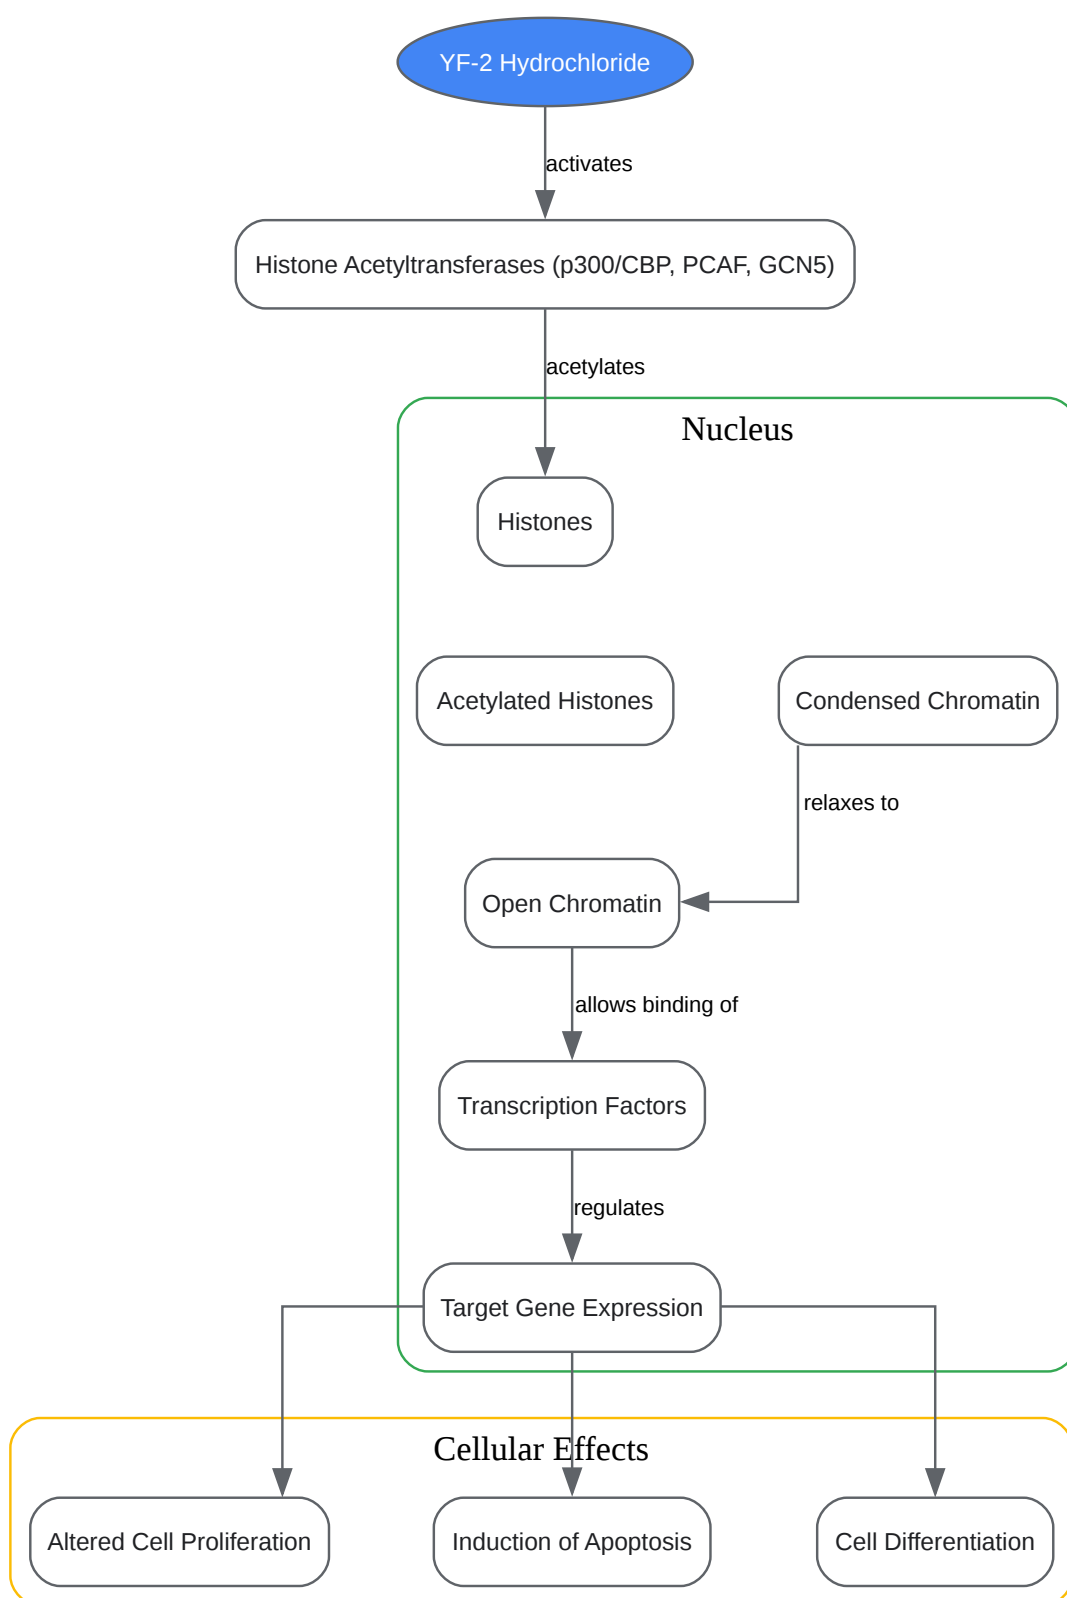 YF-2 Hydrochloride
activates
Histone Acetyltransferases (p300/CBP, PCAF, GCN5)
acetylates
Nucleus
Histones
Acetylated Histones
Condensed Chromatin
relaxes to
Open Chromatin
allows binding of
Transcription Factors
regulates
Target Gene Expression
Cellular Effects
Altered Cell Proliferation
Induction of Apoptosis
Cell Differentiation